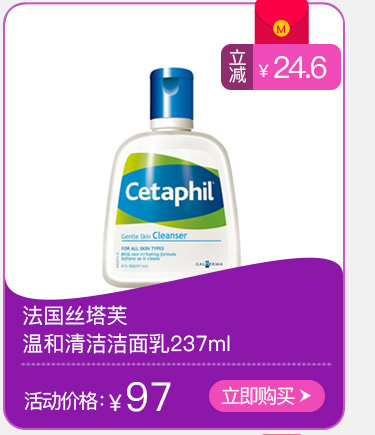 M
立减 ¥ 24.6
Cetaphil
Gentle Skin Cleanser
FOR ALL SKIN TYPES
GALDERMA
法国丝塔芙
温和清洁洁面乳237ml
活动价格:¥97
立即购买